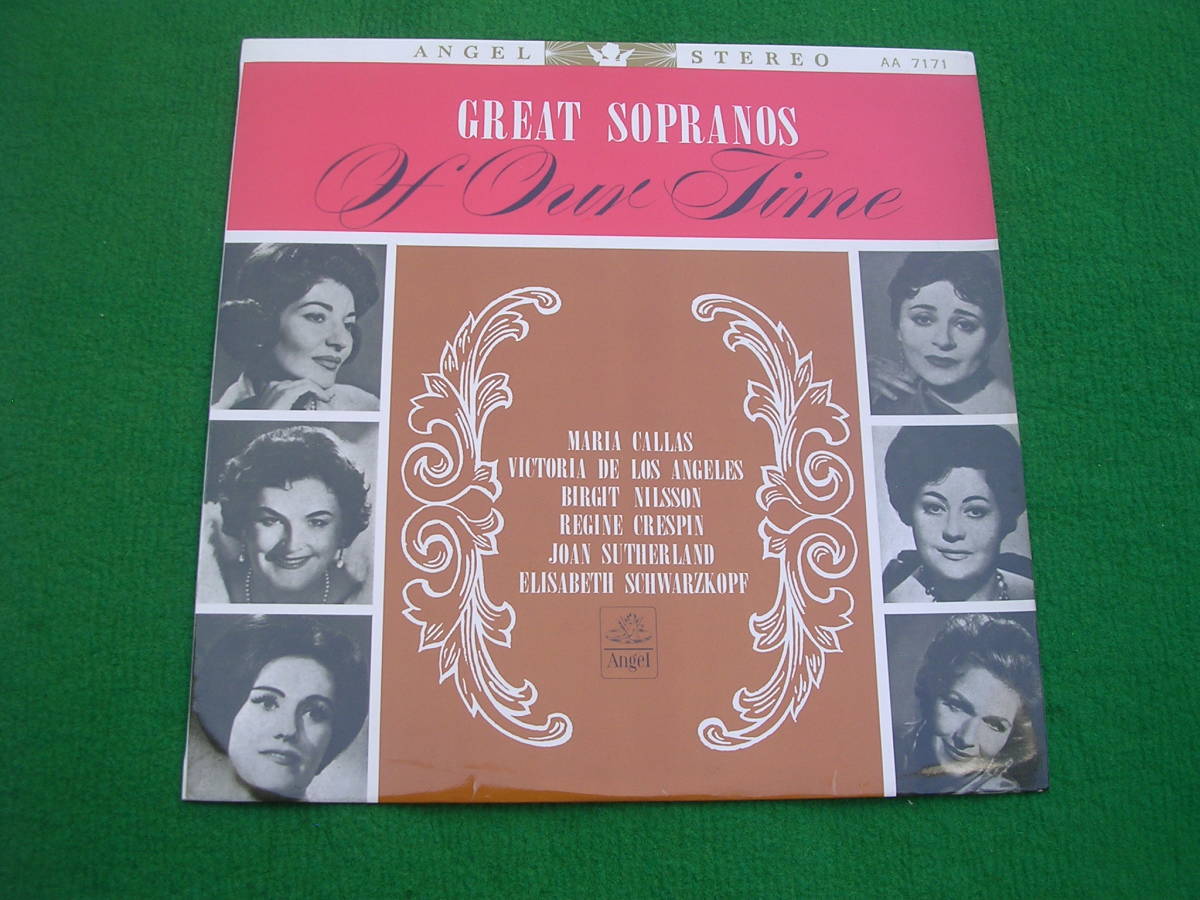 ANGEL STEREO AA 7171
GREAT SOPRANOS
Of Our Time
MARIA CALLAS
VICTORIA DE LOS ANGELES
BIRGIT NILSSON
REGINE CRESPIN
JOAN SUTHERLAND
ELISABETH SCHWARZKOPF
Angel